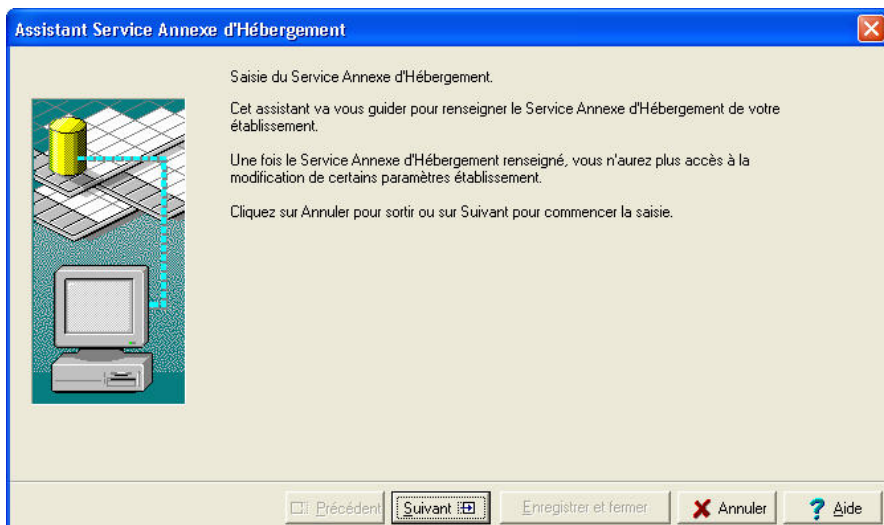 Assistant Service Annexe d'Hébergement
Saisie du Service Annexe d'Hébergement.
Cet assistant va vous guider pour renseigner le Service Annexe d'Hébergement de votre
établissement.
Une fois le Service Annexe d'Hébergement renseigné, vous n'aurez plus accès à la
modification de certains paramètres établissement.
Cliquez sur Annuler pour sortir ou sur Suivant pour commencer la saisie.
Précédent
Suivant
Enregistrer et fermer
Annuler
? Aide